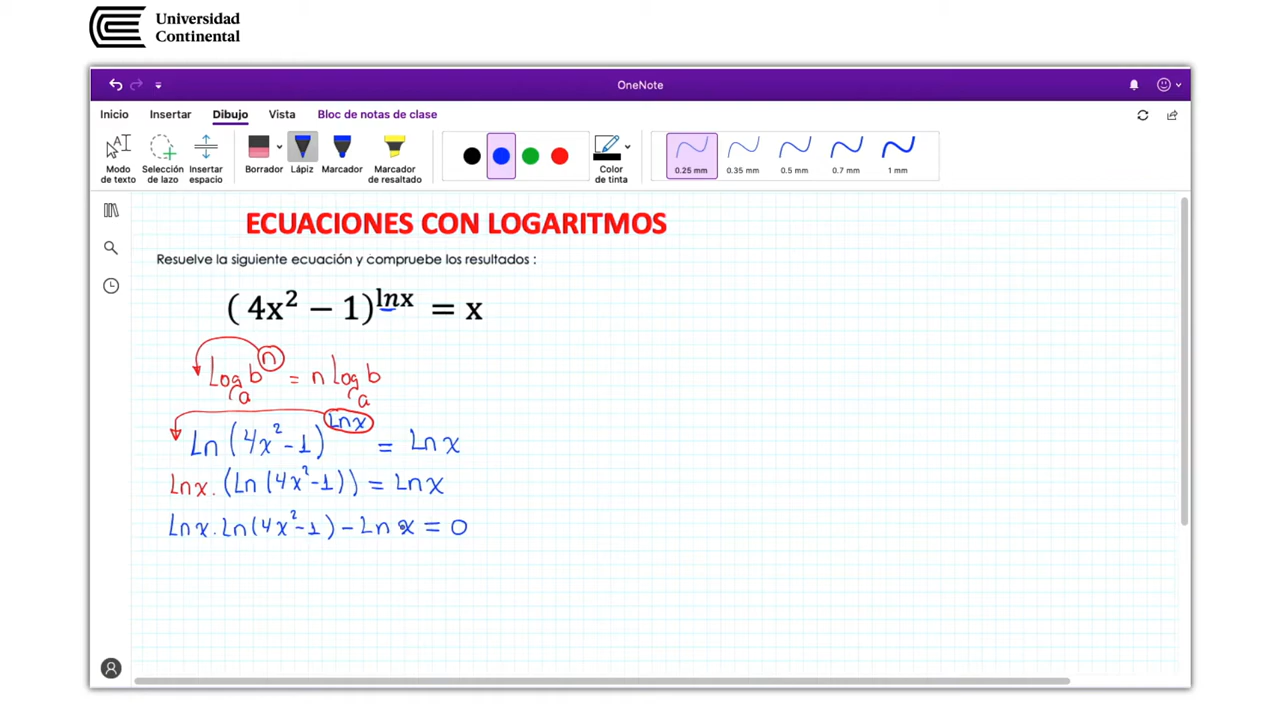 Universidad
Continental
OneNote
Inicio Insertar Dibujo Vista Bloc de notas de clase
Modo de texto
Selección de lazo
Insertar espacio
Borrador
Lápiz
Marcador
Marcador de resaltado
Color de tinta
0.25 mm 0.35 mm 0.5 mm 0.7 mm 1 mm
ECUACIONES CON LOGARITMOS
Resuelve la siguiente ecuación y compruebe los resultados :
( 4x² − 1)^lnx = x
Log_a b^n = n log_a b
Ln (4x²-1)^Lnx = Ln x
Lnx. (Ln (4x²-1)) = Ln x
Ln x. Ln(4x²-1) - Ln x = 0